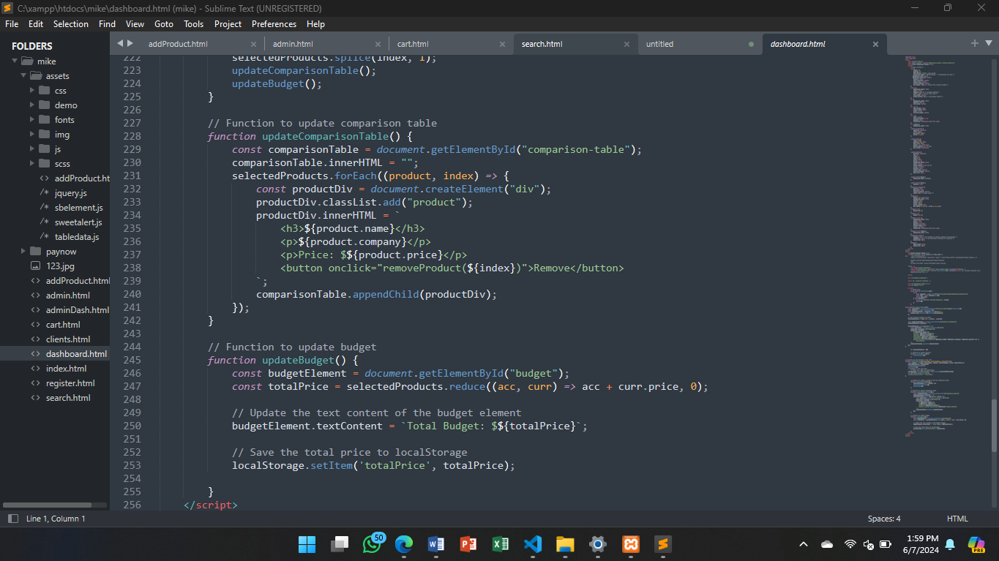 C:\xampp\htdocs\mike\dashboard.html (mike) - Sublime Text (UNREGISTERED)
File Edit Selection Find View Goto Tools Project Preferences Help
FOLDERS
mike
assets
css
demo
fonts
img
js
scss
addProduct.ht
jquery.js
sbelement.js
sweetalert.js
tabledata.js
paynow
123.jpg
addProduct.html
admin.html
adminDash.html
cart.html
clients.html
dashboard.html
index.html
register.html
search.html
addProduct.html admin.html cart.html search.html untitled dashboard.html
222 selectedProducts.splice(index, 1);
223 updateComparisonTable();
224 updateBudget();
225 }
226
227 // Function to update comparison table
228 function updateComparisonTable() {
229 const comparisonTable = document.getElementById("comparison-table");
230 comparisonTable.innerHTML = "";
231 selectedProducts.forEach((product, index) => {
232 const productDiv = document.createElement("div");
233 productDiv.classList.add("product");
234 productDiv.innerHTML = `
235 <h3>${product.name}</h3>
236 <p>${product.company}</p>
237 <p>Price: $${product.price}</p>
238 <button onclick="removeProduct(${index})">Remove</button>
239 `;
240 comparisonTable.appendChild(productDiv);
241 });
242 }
243
244 // Function to update budget
245 function updateBudget() {
246 const budgetElement = document.getElementById("budget");
247 const totalPrice = selectedProducts.reduce((acc, curr) => acc + curr.price, 0);
248
249 // Update the text content of the budget element
250 budgetElement.textContent = `Total Budget: $${totalPrice}`;
251
252 // Save the total price to localStorage
253 localStorage.setItem('totalPrice', totalPrice);
254
255 }
256 </script>
Line 1, Column 1 Spaces: 4 HTML
50
1:59 PM
6/7/2024
PRE